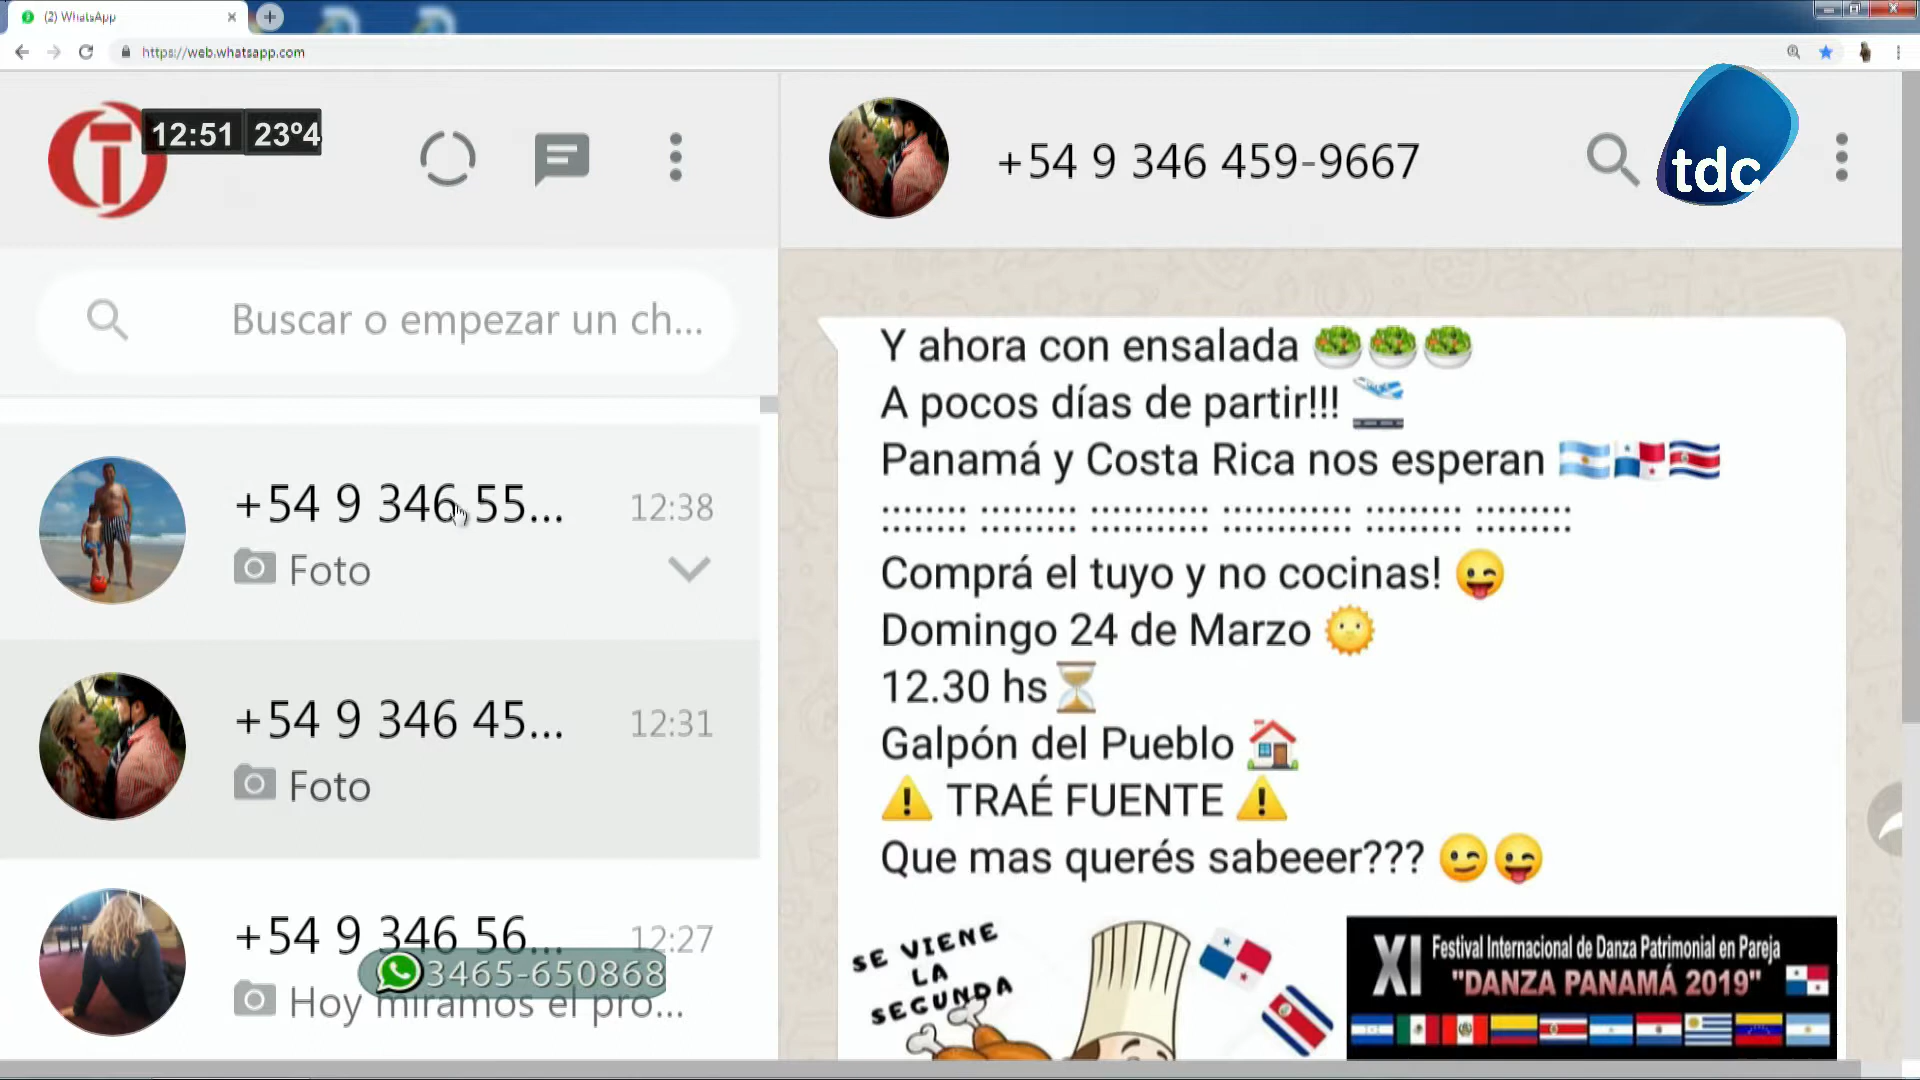 (2) WhatsApp
https://web.whatsapp.com
T
12:51 23º4
+54 9 346 459-9667
tdc
Buscar o empezar un ch...
+54 9 346 55...
12:38
Foto
+54 9 346 45...
12:31
Foto
+54 9 346 56...
12:27
3465-650868
Hoy miramos el pro...
Y ahora con ensalada 🥗🥗🥗
A pocos días de partir!!! 🛫
Panamá y Costa Rica nos esperan 🇦🇷🇵🇦🇨🇷
:::::::: ::::::::: ::::::::::: :::::::::::: ::::::::: :::::::::
Comprá el tuyo y no cocinas! 😜
Domingo 24 de Marzo 🌞
12.30 hs⏳
Galpón del Pueblo 🏠
⚠️ TRAÉ FUENTE ⚠️
Que mas querés sabeeer??? 😉😜
SE VIENE
LA
SEGUNDA
XI Festival Internacional de Danza Patrimonial en Pareja
"DANZA PANAMÁ 2019"